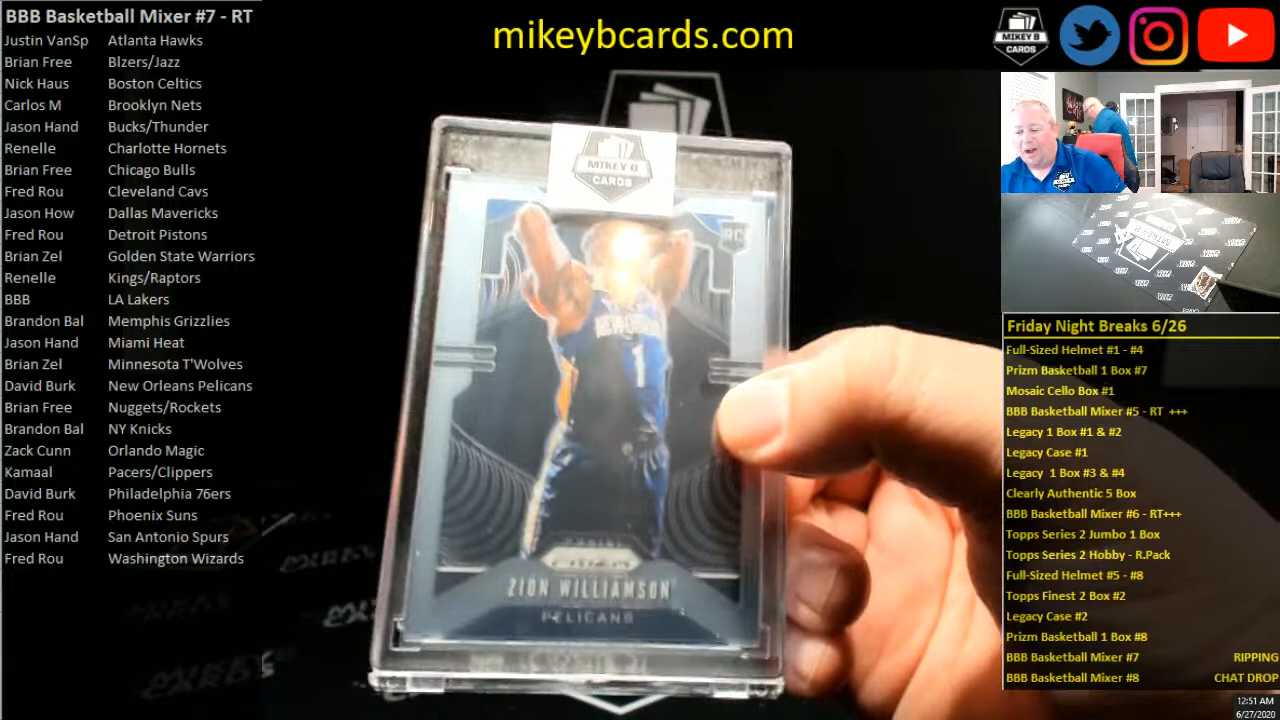 BBB Basketball Mixer #7 - RT
Justin VanSp Atlanta Hawks
Brian Free Blzers/Jazz
Nick Haus Boston Celtics
Carlos M Brooklyn Nets
Jason Hand Bucks/Thunder
Renelle Charlotte Hornets
Brian Free Chicago Bulls
Fred Rou Cleveland Cavs
Jason How Dallas Mavericks
Fred Rou Detroit Pistons
Brian Zel Golden State Warriors
Renelle Kings/Raptors
BBB LA Lakers
Brandon Bal Memphis Grizzlies
Jason Hand Miami Heat
Brian Zel Minnesota T'Wolves
David Burk New Orleans Pelicans
Brian Free Nuggets/Rockets
Brandon Bal NY Knicks
Zack Cunn Orlando Magic
Kamaal Pacers/Clippers
David Burk Philadelphia 76ers
Fred Rou Phoenix Suns
Jason Hand San Antonio Spurs
Fred Rou Washington Wizards
mikeybcards.com
MIKEY B
CARDS
RC
1
PANINI
PRIZM
ZION WILLIAMSON
PELICANS
MIKEY B
CARDS
Friday Night Breaks 6/26
Full-Sized Helmet #1 - #4
Prizm Basketball 1 Box #7
Mosaic Cello Box #1
BBB Basketball Mixer #5 - RT +++
Legacy 1 Box #1 & #2
Legacy Case #1
Legacy 1 Box #3 & #4
Clearly Authentic 5 Box
BBB Basketball Mixer #6 - RT+++
Topps Series 2 Jumbo 1 Box
Topps Series 2 Hobby - R.Pack
Full-Sized Helmet #5 - #8
Topps Finest 2 Box #2
Legacy Case #2
Prizm Basketball 1 Box #8
BBB Basketball Mixer #7 RIPPING
BBB Basketball Mixer #8 CHAT DROP
12:51 AM
6/27/2020